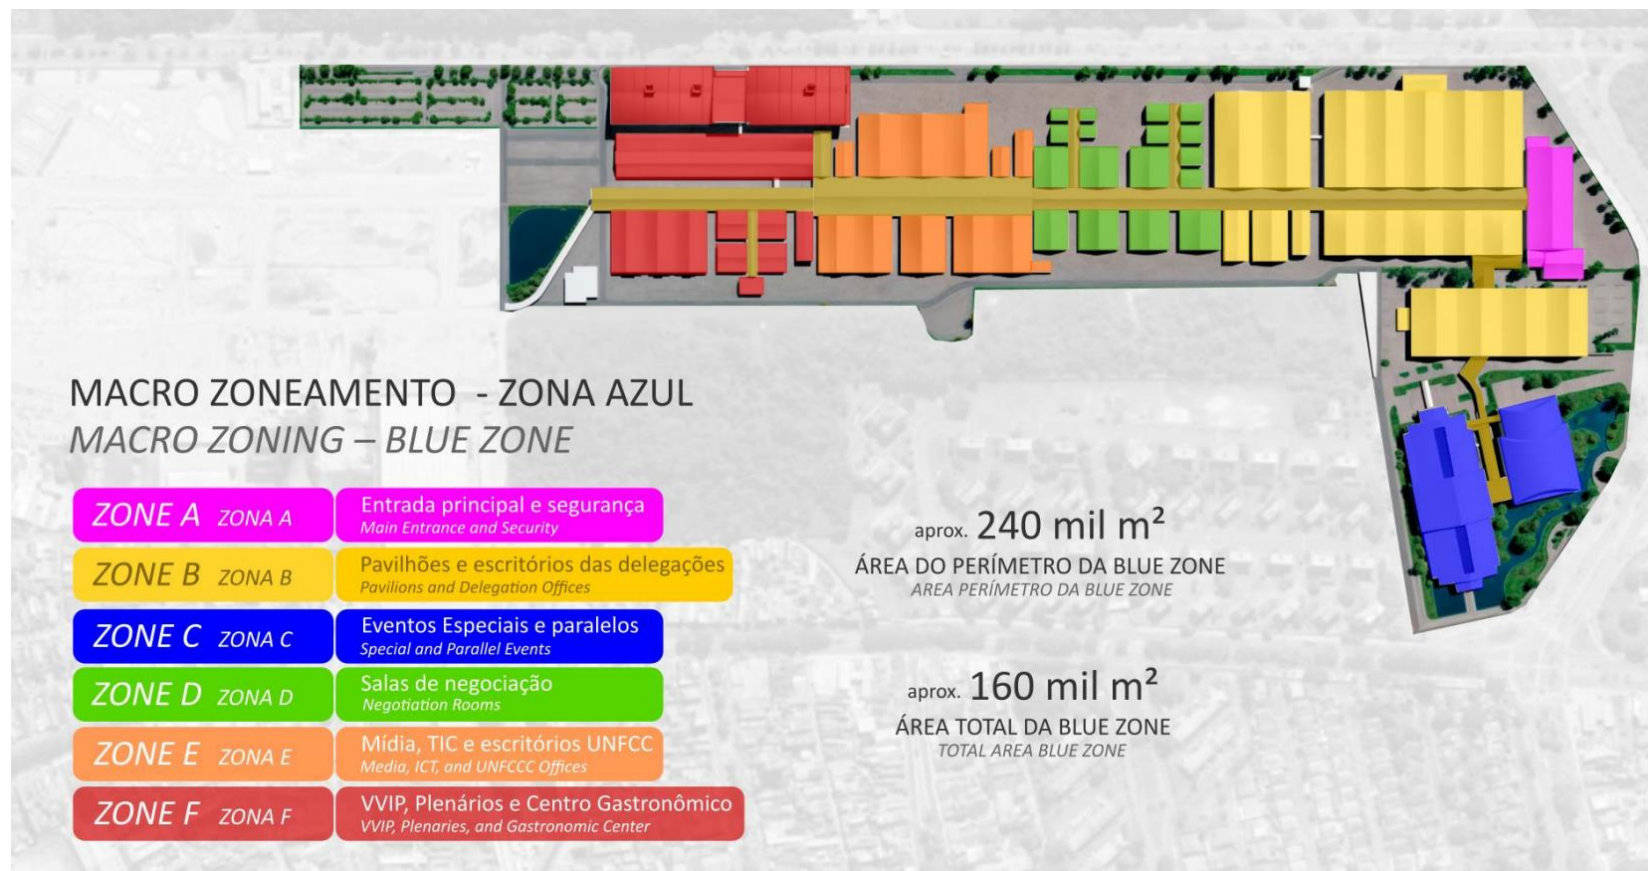 MACRO ZONEAMENTO - ZONA AZUL
MACRO ZONING – BLUE ZONE
ZONE A ZONA A
Entrada principal e segurança
Main Entrance and Security
ZONE B ZONA B
Pavilhões e escritórios das delegações
Pavilions and Delegation Offices
ZONE C ZONA C
Eventos Especiais e paralelos
Special and Parallel Events
ZONE D ZONA D
Salas de negociação
Negotiation Rooms
ZONE E ZONA E
Mídia, TIC e escritórios UNFCC
Media, ICT, and UNFCCC Offices
ZONE F ZONA F
VVIP, Plenários e Centro Gastronômico
VVIP, Plenaries, and Gastronomic Center
aprox. 240 mil m²
ÁREA DO PERÍMETRO DA BLUE ZONE
AREA PERÍMETRO DA BLUE ZONE
aprox. 160 mil m²
ÁREA TOTAL DA BLUE ZONE
TOTAL AREA BLUE ZONE